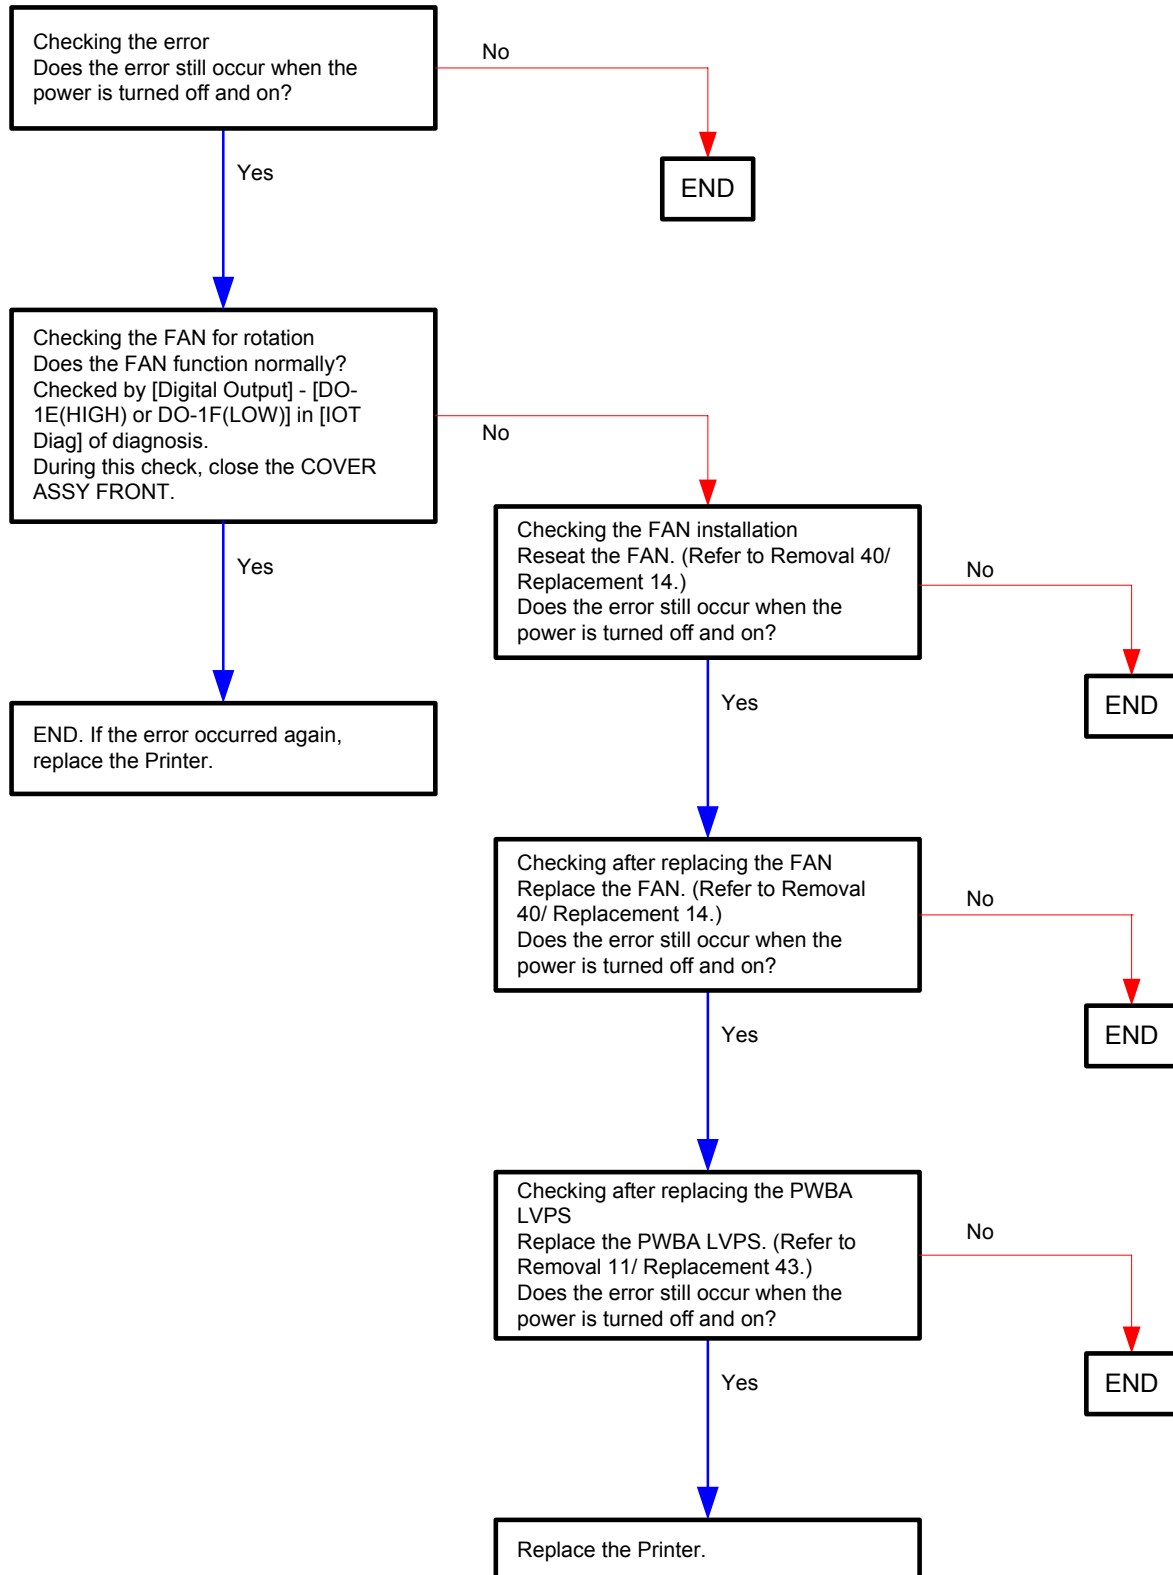 Checking the error
Does the error still occur when the
power is turned off and on?
No
END
Yes
Checking the FAN for rotation
Does the FAN function normally?
Checked by [Digital Output] - [DO-
1E(HIGH) or DO-1F(LOW)] in [IOT
Diag] of diagnosis.
During this check, close the COVER
ASSY FRONT.
No
Yes
END. If the error occurred again,
replace the Printer.
Checking the FAN installation
Reseat the FAN. (Refer to Removal 40/
Replacement 14.)
Does the error still occur when the
power is turned off and on?
No
END
Yes
Checking after replacing the FAN
Replace the FAN. (Refer to Removal
40/ Replacement 14.)
Does the error still occur when the
power is turned off and on?
No
END
Yes
Checking after replacing the PWBA
LVPS
Replace the PWBA LVPS. (Refer to
Removal 11/ Replacement 43.)
Does the error still occur when the
power is turned off and on?
No
END
Yes
Replace the Printer.